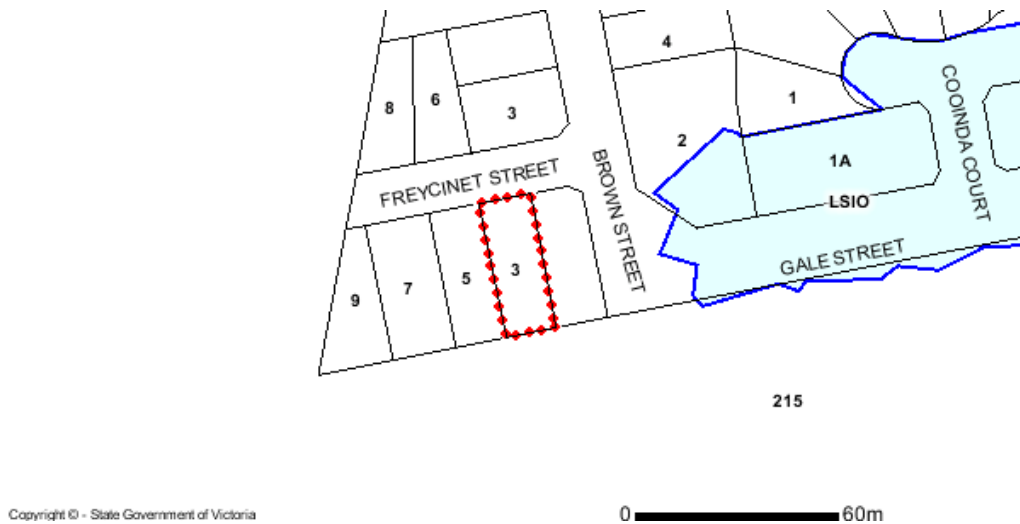 4
8
6
3
1
COOINDA COURT
2
1A
FREYCINET STREET
BROWN STREET
LSIO
GALE STREET
9
7
5
3
215
Copyright © - State Government of Victoria
0 60m